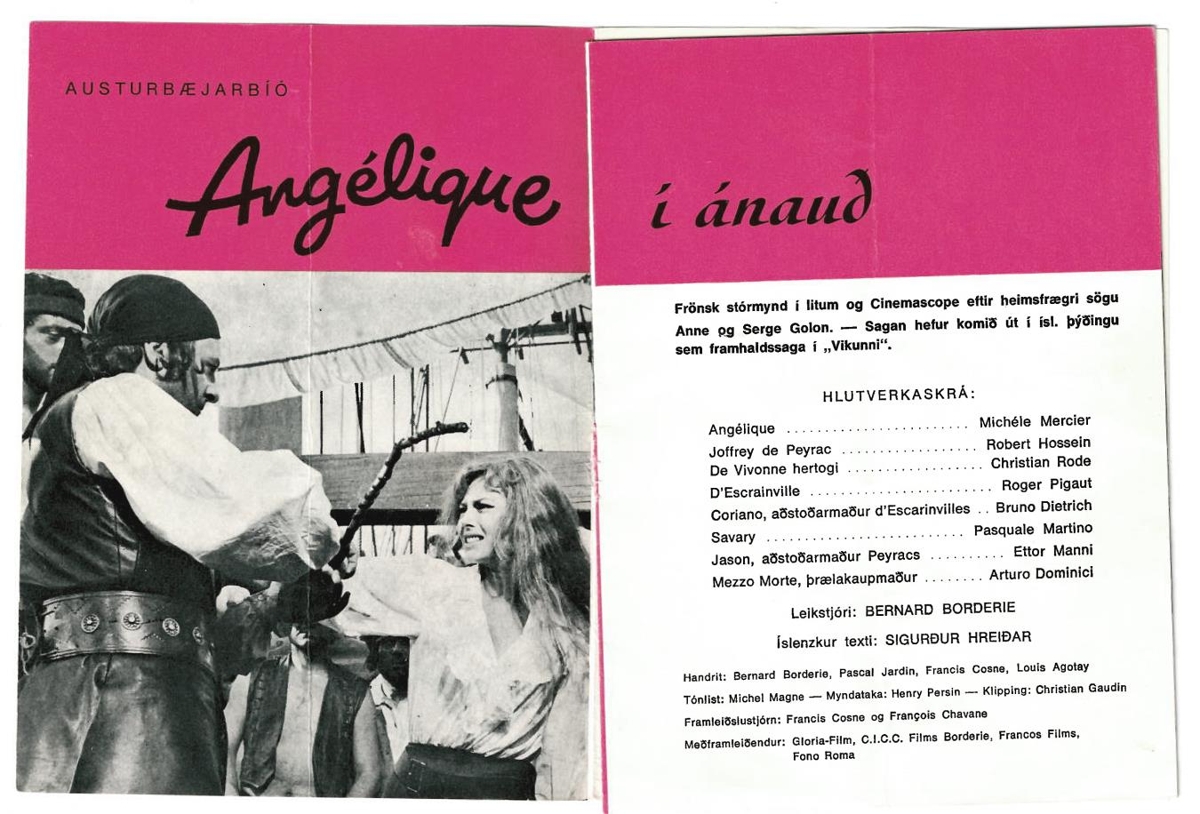 AUSTURBÆJARBÍÓ
Angélique
í ánauð
Frönsk stórmynd í litum og Cinemascope eftir heimsfrægri sögu
Anne og Serge Golon. — Sagan hefur komið út í ísl. þýðingu
sem framhaldssaga í „Vikunni“.
HLUTVERKASKRÁ:
Angélique ........................ Michéle Mercier
Joffrey de Peyrac .................. Robert Hossein
De Vivonne hertogi .................. Christian Rode
D'Escrainville ........................ Roger Pigaut
Coriano, aðstoðarmaður d'Escarinvilles .. Bruno Dietrich
Savary .......................... Pasquale Martino
Jason, aðstoðarmaður Peyracs .......... Ettor Manni
Mezzo Morte, þrælakaupmaður ........ Arturo Dominici
Leikstjóri: BERNARD BORDERIE
Íslenzkur texti: SIGURÐUR HREIÐAR
Handrit: Bernard Borderie, Pascal Jardin, Francis Cosne, Louis Agotay
Tónlist: Michel Magne — Myndataka: Henry Persin — Klipping: Christian Gaudin
Framleiðslustjórn: Francis Cosne og François Chavane
Meðframleiðendur: Gloria-Film, C.I.C.C. Films Borderie, Francos Films,
Fono Roma